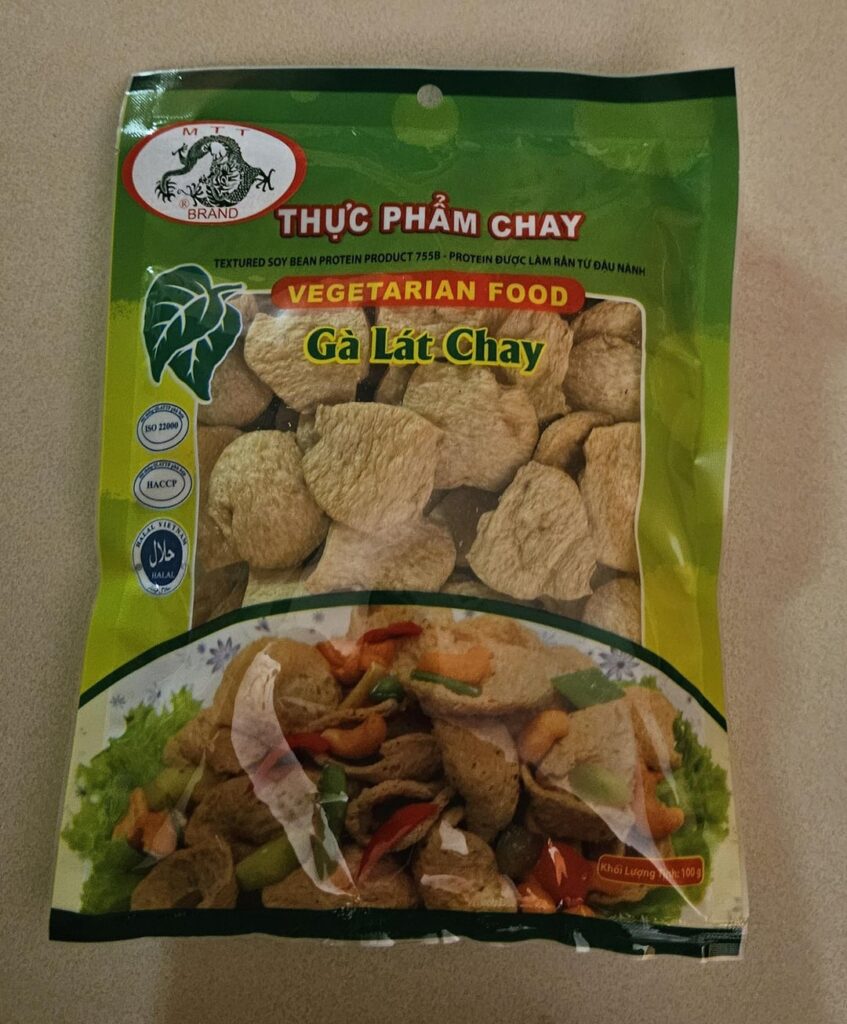 MTT
®
BRAND
THỰC PHẨM CHAY
TEXTURED SOY BEAN PROTEIN PRODUCT 755B - PROTEIN ĐƯỢC LÀM RẮN TỪ ĐẬU NÀNH
VEGETARIAN FOOD
Gà Lát Chay
ISO 22000
HACCP
HALAL VIETNAM
حلال
HALAL
Khối Lượng Tịnh: 100 g